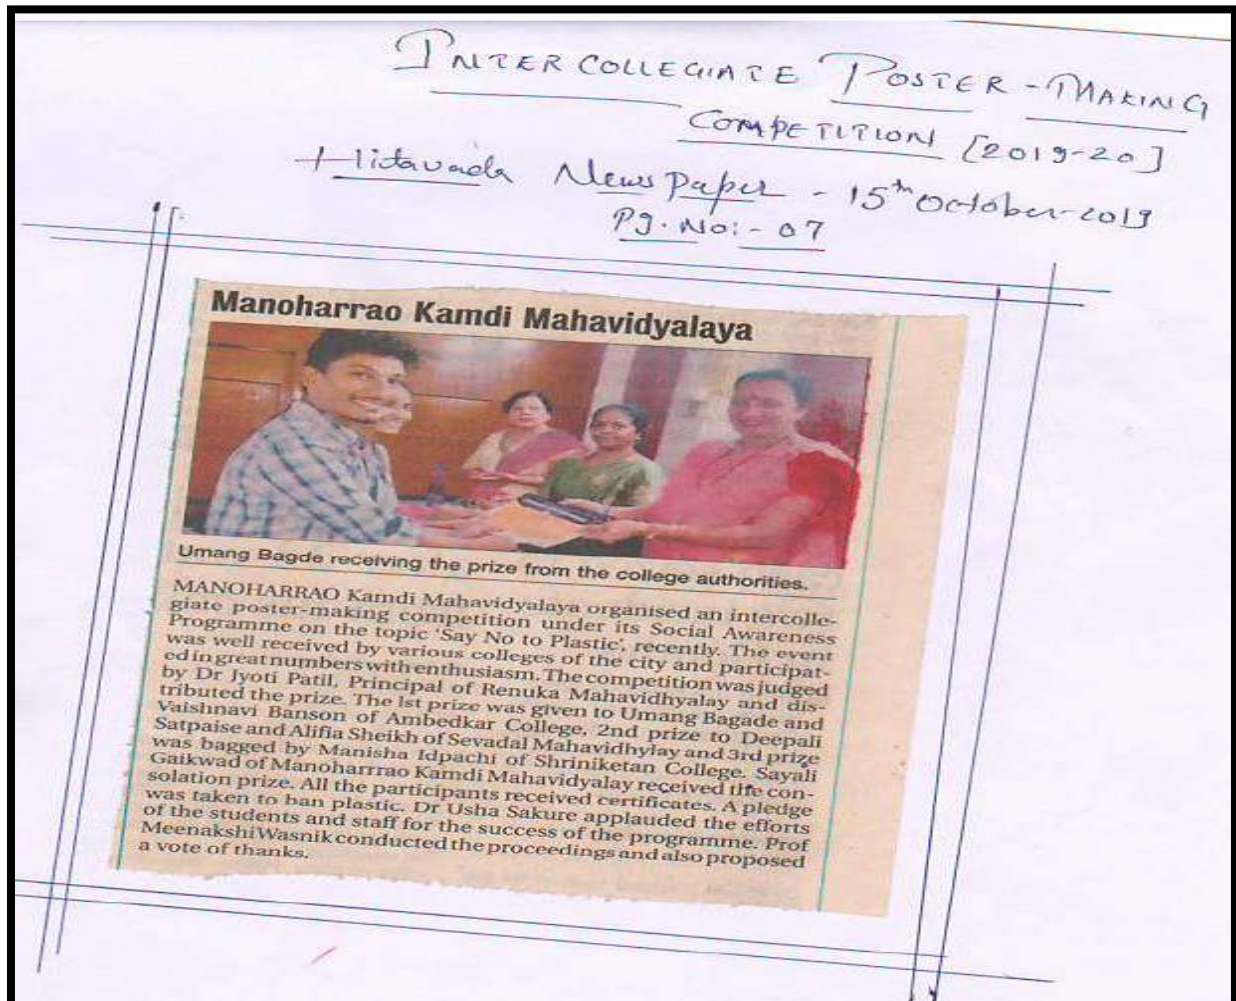 INTERCOLLEGIATE POSTER-MAKING
COMPETITION [2019-20]
Hitavada News Paper - 15th October-2019
Pg. No:- 07
Manoharrao Kamdi Mahavidyalaya
Umang Bagde receiving the prize from the college authorities.
MANOHARRAO Kamdi Mahavidyalaya organised an intercolle-
giate poster-making competition under its Social Awareness
Programme on the topic ‘Say No to Plastic’, recently. The event
was well received by various colleges of the city and participat-
ed in great numbers with enthusiasm. The competition was judged
by Dr Jyoti Patil, Principal of Renuka Mahavidhyalay and dis-
tributed the prize. The Ist prize was given to Umang Bagade and
Vaishnavi Banson of Ambedkar College, 2nd prize to Deepali
Satpaise and Alifia Sheikh of Sevadal Mahavidhylay and 3rd prize
was bagged by Manisha Idpachi of Shriniketan College. Sayali
Gaikwad of Manoharrrao Kamdi Mahavidyalay received the con-
solation prize. All the participants received certificates. A pledge
was taken to ban plastic. Dr Usha Sakure applauded the efforts
of the students and staff for the success of the programme. Prof
Meenakshi Wasnik conducted the proceedings and also proposed
a vote of thanks.